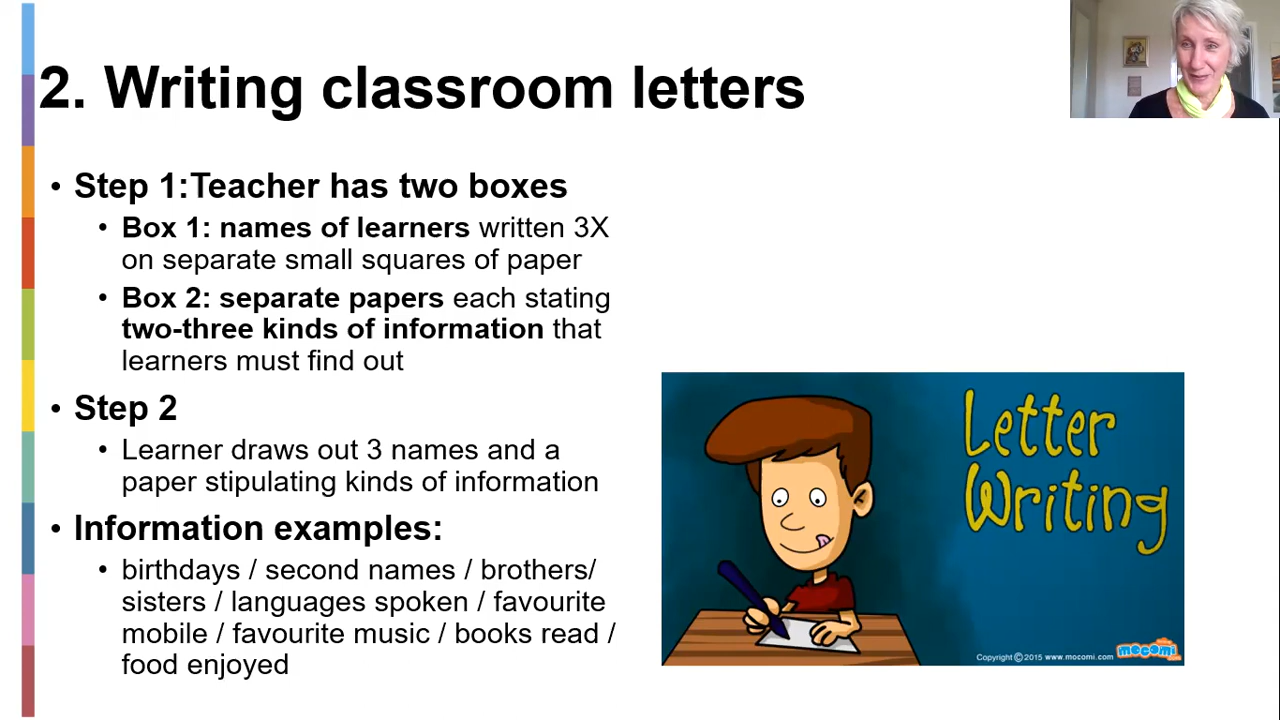 2. Writing classroom letters
• Step 1:Teacher has two boxes
• Box 1: names of learners written 3X
on separate small squares of paper
• Box 2: separate papers each stating
two-three kinds of information that
learners must find out
• Step 2
• Learner draws out 3 names and a
paper stipulating kinds of information
• Information examples:
• birthdays / second names / brothers/
sisters / languages spoken / favourite
mobile / favourite music / books read /
food enjoyed
Letter
Writing
Copyright © 2015 www.mocomi.com
mocomi